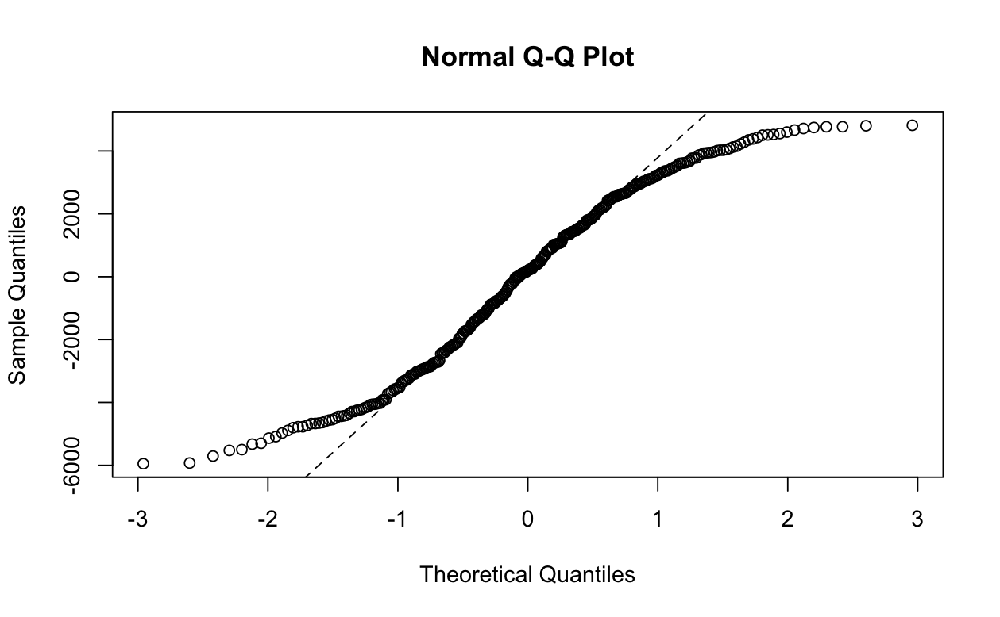 Normal Q-Q Plot
Sample Quantiles
2000
0
-2000
-6000
-3 -2 -1 0 1 2 3
Theoretical Quantiles